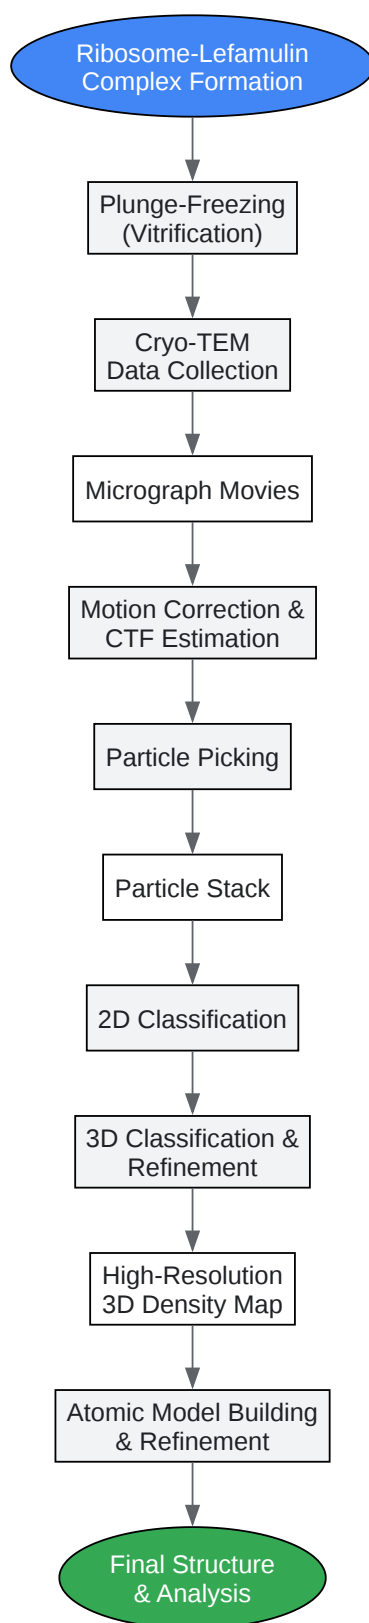 Ribosome-Lefamulin
Complex Formation
Plunge-Freezing
(Vitrification)
Cryo-TEM
Data Collection
Micrograph Movies
Motion Correction &
CTF Estimation
Particle Picking
Particle Stack
2D Classification
3D Classification &
Refinement
High-Resolution
3D Density Map
Atomic Model Building
& Refinement
Final Structure
& Analysis